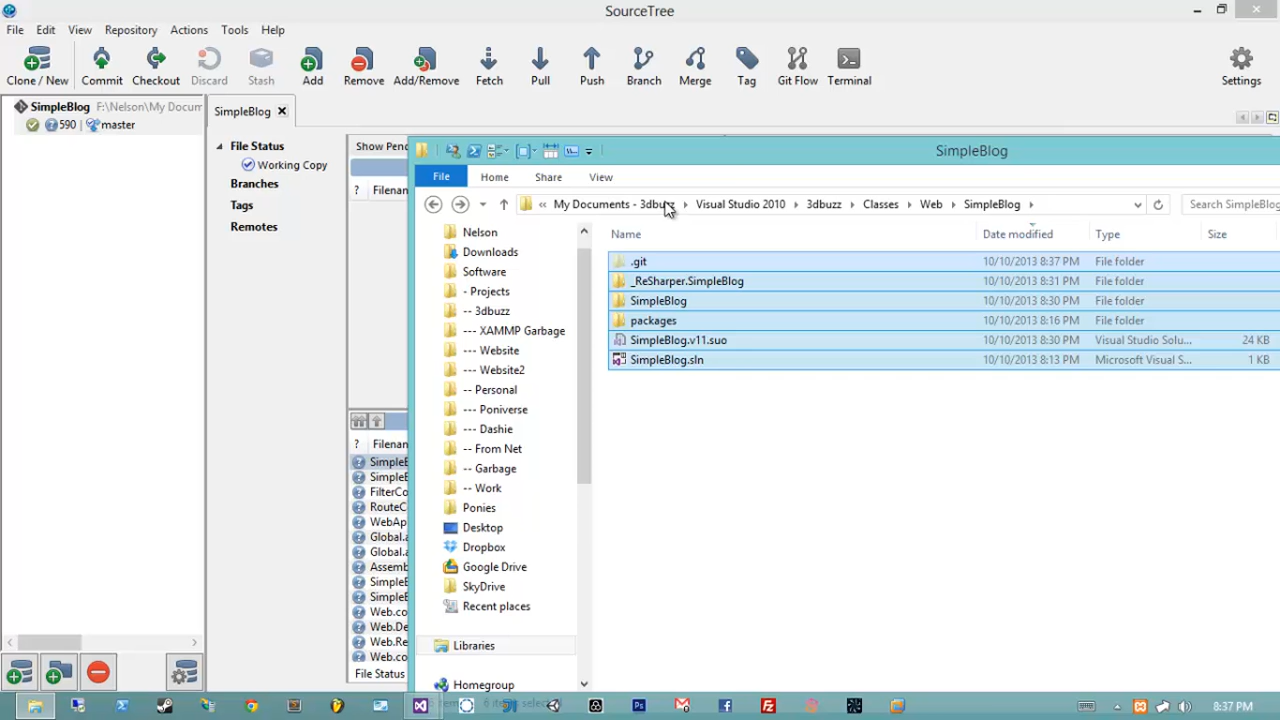 SourceTree
File Edit View Repository Actions Tools Help
Clone / New Commit Checkout Discard Stash Add Remove Add/Remove Fetch Pull Push Branch Merge Tag Git Flow Terminal Settings
SimpleBlog F:\Nelson\My Docum
590 | master
SimpleBlog
File Status
Working Copy
Branches
Tags
Remotes
Show Pend
? Filenan
? Filenan
SimpleB
SimpleB
FilterCo
RouteC
WebAp
Global.a
Global.a
Assemb
SimpleB
SimpleB
Web.co
Web.De
Web.Re
Web.co
File Status
SimpleBlog
File Home Share View
« My Documents - 3dbuzz Visual Studio 2010 3dbuzz Classes Web SimpleBlog
Search SimpleBlog
Nelson
Downloads
Software
- Projects
-- 3dbuzz
--- XAMMP Garbage
--- Website
--- Website2
-- Personal
--- Poniverse
--- Dashie
-- From Net
-- Garbage
-- Work
Ponies
Desktop
Dropbox
Google Drive
SkyDrive
Recent places
Libraries
Homegroup
Name Date modified Type Size
.git 10/10/2013 8:37 PM File folder
_ReSharper.SimpleBlog 10/10/2013 8:31 PM File folder
SimpleBlog 10/10/2013 8:30 PM File folder
packages 10/10/2013 8:16 PM File folder
SimpleBlog.v11.suo 10/10/2013 8:30 PM Visual Studio Solu... 24 KB
SimpleBlog.sln 10/10/2013 8:13 PM Microsoft Visual S... 1 KB
8:37 PM